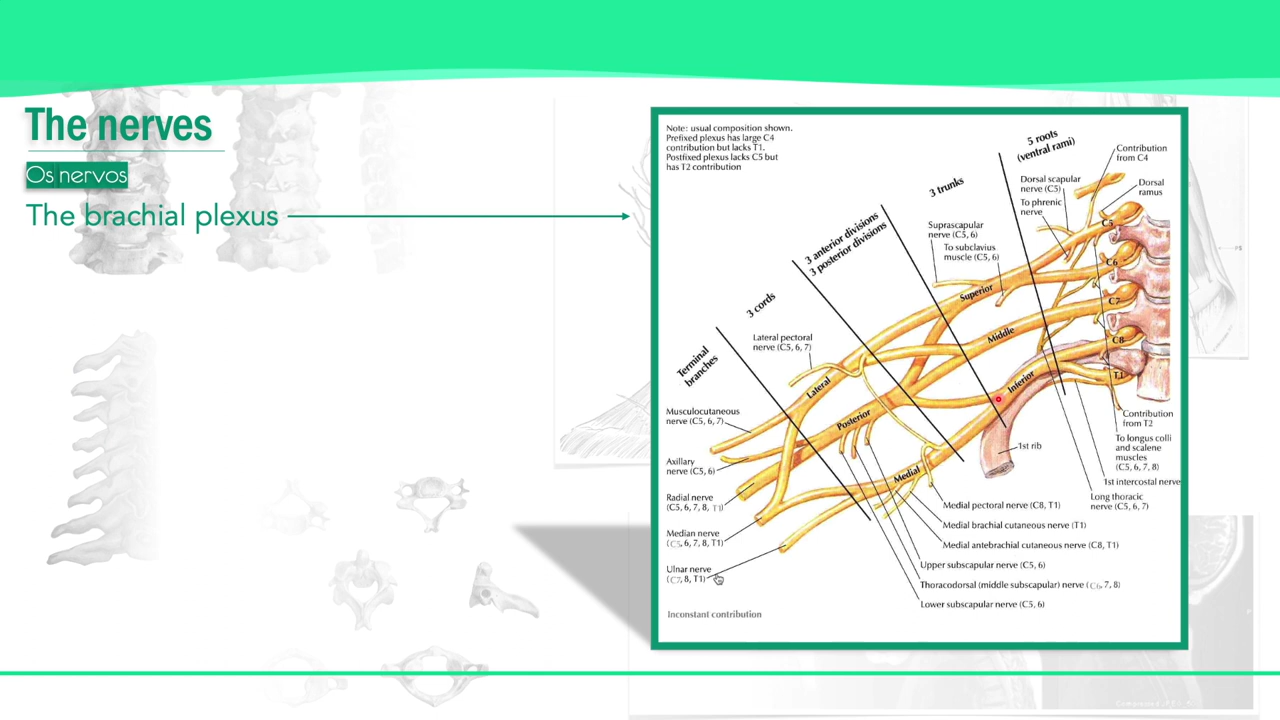 The nerves
Os nervos
The brachial plexus
Note: usual composition shown.
Prefixed plexus has large C4
contribution but lacks T1.
Postfixed plexus lacks C5 but
has T2 contribution
5 roots
(ventral rami)
3 trunks
3 anterior divisions
3 posterior divisions
3 cords
Terminal
branches
Contribution
from C4
Dorsal scapular
nerve (C5)
Dorsal
ramus
To phrenic
nerve
Suprascapular
nerve (C5, 6)
To subclavius
muscle (C5, 6)
C5
C6
C7
C8
T1
Superior
Middle
Inferior
Lateral pectoral
nerve (C5, 6, 7)
Lateral
Posterior
Medial
Musculocutaneous
nerve (C5, 6, 7)
Axillary
nerve (C5, 6)
Radial nerve
(C5, 6, 7, 8, T1)
Median nerve
(C5, 6, 7, 8, T1)
Ulnar nerve
(C7, 8, T1)
1st rib
Contribution
from T2
To longus colli
and scalene
muscles
(C5, 6, 7, 8)
1st intercostal nerve
Long thoracic
nerve (C5, 6, 7)
Medial pectoral nerve (C8, T1)
Medial brachial cutaneous nerve (T1)
Medial antebrachial cutaneous nerve (C8, T1)
Upper subscapular nerve (C5, 6)
Thoracodorsal (middle subscapular) nerve (C6, 7, 8)
Lower subscapular nerve (C5, 6)
Inconstant contribution